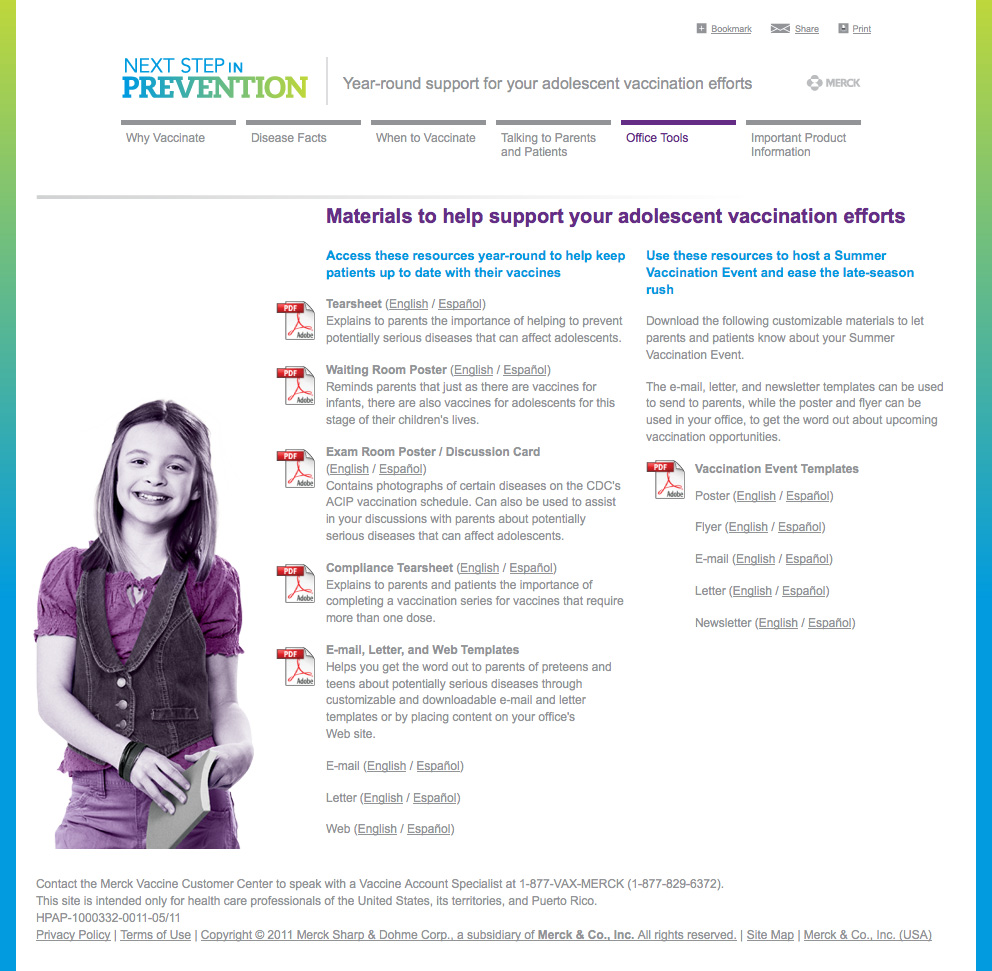 Bookmark Share Print
NEXT STEP IN
PREVENTION
Year-round support for your adolescent vaccination efforts
MERCK
Why Vaccinate
Disease Facts
When to Vaccinate
Talking to Parents
and Patients
Office Tools
Important Product
Information
Materials to help support your adolescent vaccination efforts
Access these resources year-round to help keep
patients up to date with their vaccines
PDF
Adobe
Tearsheet (English / Español)
Explains to parents the importance of helping to prevent
potentially serious diseases that can affect adolescents.
PDF
Adobe
Waiting Room Poster (English / Español)
Reminds parents that just as there are vaccines for
infants, there are also vaccines for adolescents for this
stage of their children's lives.
PDF
Adobe
Exam Room Poster / Discussion Card
(English / Español)
Contains photographs of certain diseases on the CDC's
ACIP vaccination schedule. Can also be used to assist
in your discussions with parents about potentially
serious diseases that can affect adolescents.
PDF
Adobe
Compliance Tearsheet (English / Español)
Explains to parents and patients the importance of
completing a vaccination series for vaccines that require
more than one dose.
PDF
Adobe
E-mail, Letter, and Web Templates
Helps you get the word out to parents of preteens and
teens about potentially serious diseases through
customizable and downloadable e-mail and letter
templates or by placing content on your office's
Web site.
E-mail (English / Español)
Letter (English / Español)
Web (English / Español)
Use these resources to host a Summer
Vaccination Event and ease the late-season
rush
Download the following customizable materials to let
parents and patients know about your Summer
Vaccination Event.
The e-mail, letter, and newsletter templates can be used
to send to parents, while the poster and flyer can be
used in your office, to get the word out about upcoming
vaccination opportunities.
PDF
Adobe
Vaccination Event Templates
Poster (English / Español)
Flyer (English / Español)
E-mail (English / Español)
Letter (English / Español)
Newsletter (English / Español)
Contact the Merck Vaccine Customer Center to speak with a Vaccine Account Specialist at 1-877-VAX-MERCK (1-877-829-6372).
This site is intended only for health care professionals of the United States, its territories, and Puerto Rico.
HPAP-1000332-0011-05/11
Privacy Policy | Terms of Use | Copyright © 2011 Merck Sharp & Dohme Corp., a subsidiary of Merck & Co., Inc. All rights reserved. | Site Map | Merck & Co., Inc. (USA)